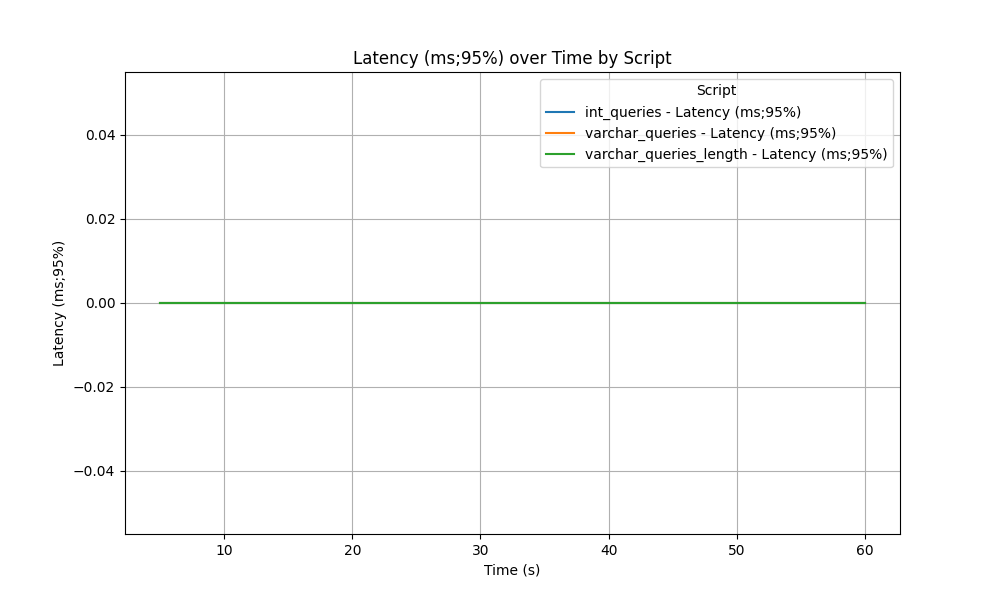 Latency (ms;95%) over Time by Script
Script
int_queries - Latency (ms;95%)
varchar_queries - Latency (ms;95%)
varchar_queries_length - Latency (ms;95%)
Latency (ms;95%)
0.04
0.02
0.00
−0.02
−0.04
10 20 30 40 50 60
Time (s)